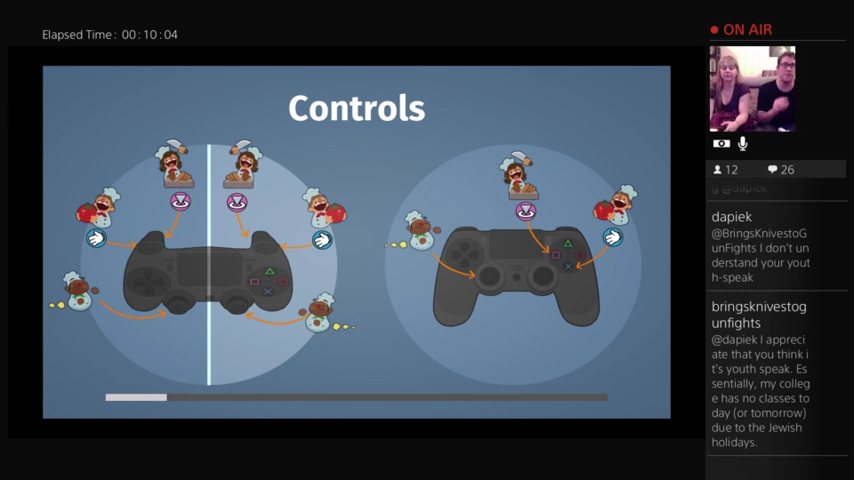 Elapsed Time: 00:10:04
ON AIR
Controls
12
26
g @dapiek
dapiek
@BringsKnivestoG
unFights I don't un
derstand your yout
h-speak
bringsknivestog
unfights
@dapiek I appreci
ate that you think i
t's youth speak. Es
sentially, my colleg
e has no classes to
day (or tomorrow)
due to the Jewish
holidays.